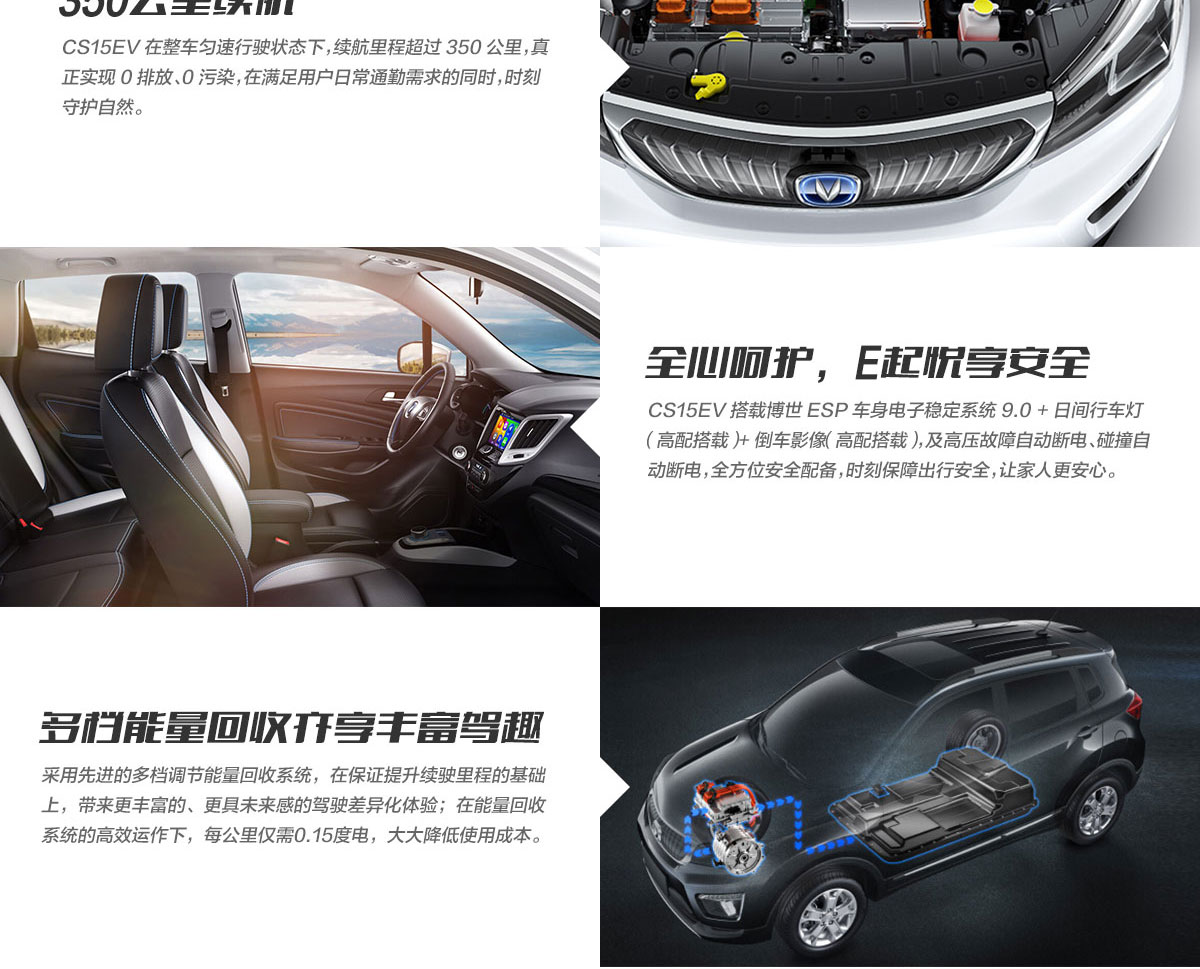 350公里续航
CS15EV 在整车匀速行驶状态下,续航里程超过 350 公里,真
正实现 0 排放、0 污染,在满足用户日常通勤需求的同时,时刻
守护自然。
全心呵护，E起悦享安全
CS15EV 搭载博世 ESP 车身电子稳定系统 9.0 + 日间行车灯
( 高配搭载 )+ 倒车影像( 高配搭载 ),及高压故障自动断电、碰撞自
动断电,全方位安全配备,时刻保障出行安全,让家人更安心。
多档能量回收 享丰富驾趣
采用先进的多档调节能量回收系统，在保证提升续驶里程的基础
上，带来更丰富的、更具未来感的驾驶差异化体验；在能量回收
系统的高效运作下，每公里仅需0.15度电，大大降低使用成本。